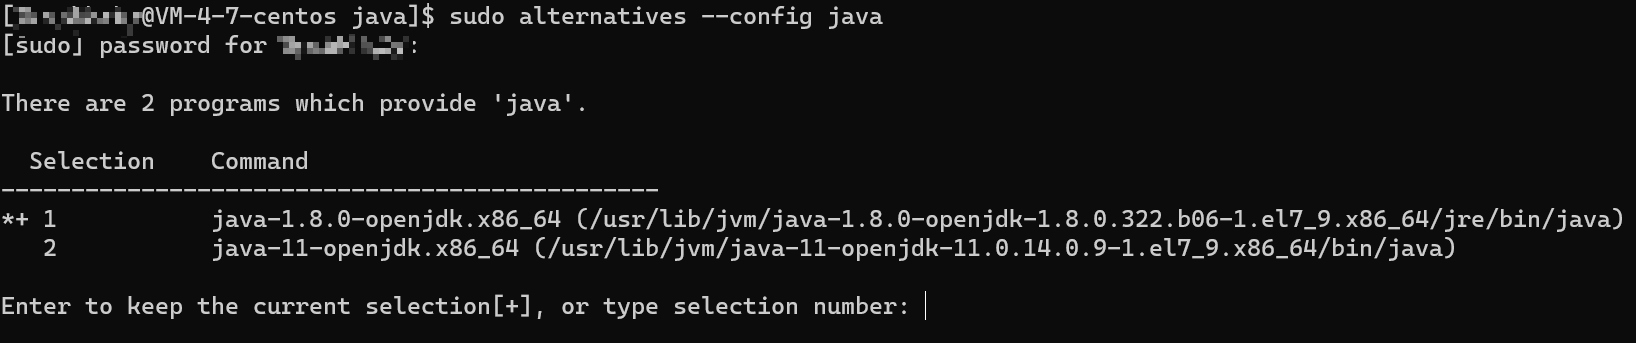 [@VM-4-7-centos java]$ sudo alternatives --config java
[sudo] password for :
There are 2 programs which provide 'java'.
Selection    Command
-----------------------------------------------
*+ 1           java-1.8.0-openjdk.x86_64 (/usr/lib/jvm/java-1.8.0-openjdk-1.8.0.322.b06-1.el7_9.x86_64/jre/bin/java)
2           java-11-openjdk.x86_64 (/usr/lib/jvm/java-11-openjdk-11.0.14.0.9-1.el7_9.x86_64/bin/java)
Enter to keep the current selection[+], or type selection number: